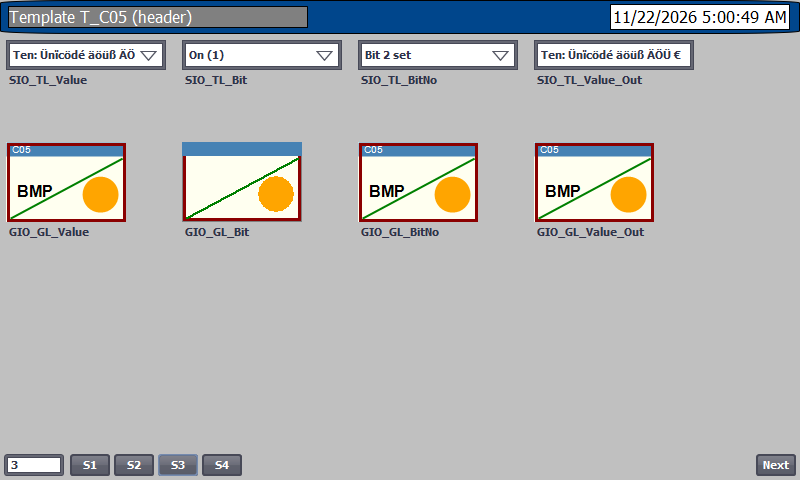 Template T_C05 (header)
11/22/2026 5:00:49 AM
Ten: Ünîcödé äöüß ÄÖ
On (1)
Bit 2 set
Ten: Ünîcödé äöüß ÄÖÜ €
SIO_TL_Value
SIO_TL_Bit
SIO_TL_BitNo
SIO_TL_Value_Out
C05
C05
C05
BMP
BMP
BMP
GIO_GL_Value
GIO_GL_Bit
GIO_GL_BitNo
GIO_GL_Value_Out
3
S1
S2
S3
S4
Next